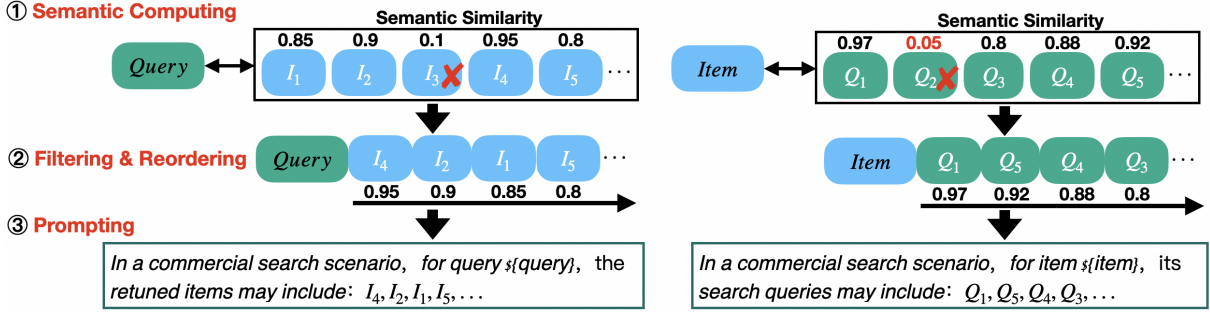 ① Semantic Computing
Semantic Similarity
0.85 0.9 0.1 0.95 0.8
Query I₁ I₂ I₃ I₄ I₅ ···
Semantic Similarity
0.97 0.05 0.8 0.88 0.92
Item Q₁ Q₂ Q₃ Q₄ Q₅ ···
② Filtering & Reordering
Query I₄ I₂ I₁ I₅ ···
0.95 0.9 0.85 0.8
Item Q₁ Q₅ Q₄ Q₃ ···
0.97 0.92 0.88 0.8
③ Prompting
In a commercial search scenario, for query ${query}, the
retuned items may include: I₄, I₂, I₁, I₅, . . .
In a commercial search scenario, for item ${item}, its
search queries may include: Q₁, Q₅, Q₄, Q₃, . . .